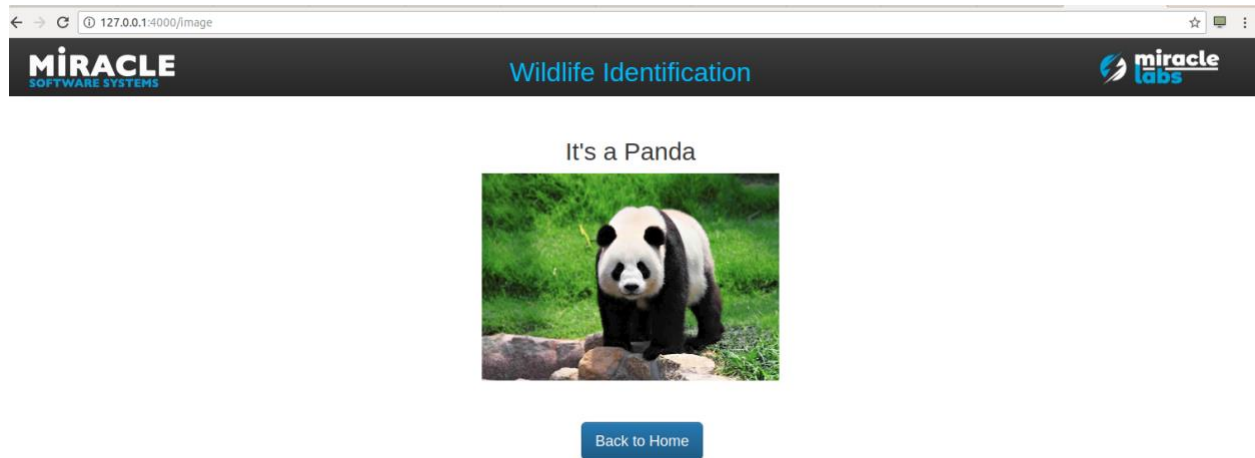 127.0.0.1:4000/image
MiRACLE
SOFTWARE SYSTEMS
Wildlife Identification
miracle
labs
It's a Panda
Back to Home